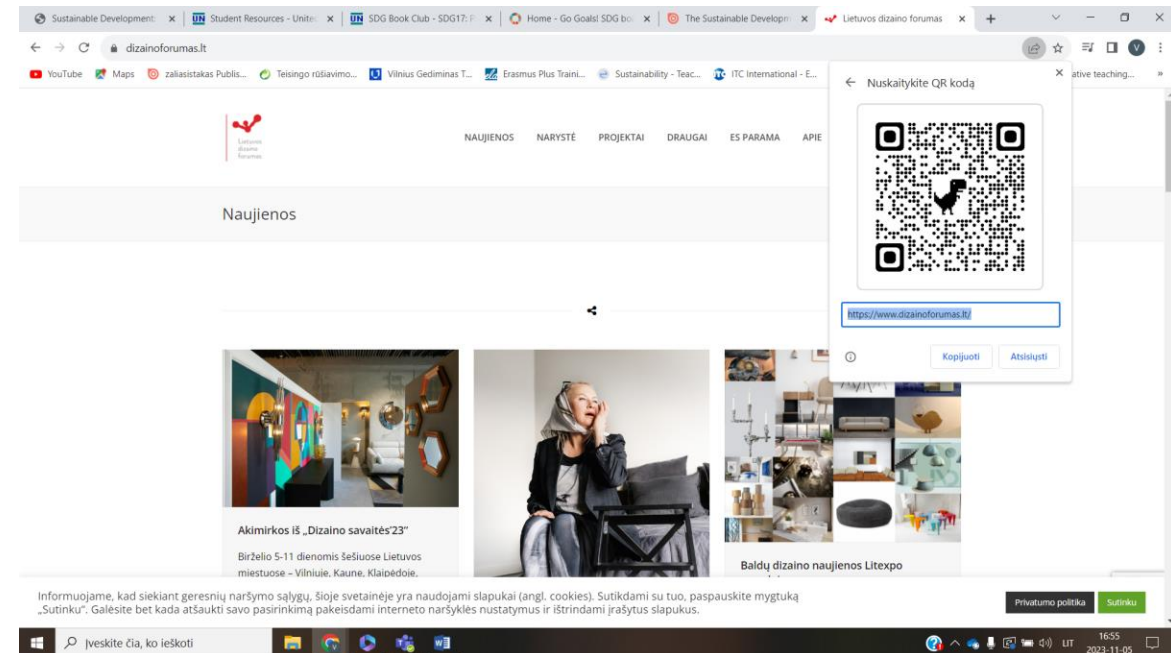 Sustainable Development
Student Resources - United
SDG Book Club - SDG17: P
Home - Go Goals! SDG bo
The Sustainable Developm
Lietuvos dizaino forumas
dizainoforumas.lt
YouTube
Maps
zaliasistakas Publis...
Teisingo rūšiavimo...
Vilnius Gediminas T...
Erasmus Plus Traini...
Sustainability - Teac...
ITC International - E...
ative teaching...
Nuskaitykite QR kodą
Lietuvos
dizaino
forumas
NAUJIENOS NARYSTĖ PROJEKTAI DRAUGAI ES PARAMA APIE
Naujienos
https://www.dizainoforumas.lt/
Kopijuoti Atsisiųsti
Akimirkos iš „Dizaino savaitės'23"
Birželio 5-11 dienomis šešiuose Lietuvos
miestuose – Vilniuje, Kaune, Klaipėdoje,
Baldų dizaino naujienos Litexpo
Informuojame, kad siekiant geresnių naršymo sąlygų, šioje svetainėje yra naudojami slapukai (angl. cookies). Sutikdami su tuo, paspauskite mygtuką
„Sutinku". Galėsite bet kada atšaukti savo pasirinkimą pakeisdami interneto naršyklės nustatymus ir ištrindami įrašytus slapukus.
Privatumo politika Sutinku
Įveskite čia, ko ieškoti
LIT
16:55
2023-11-05